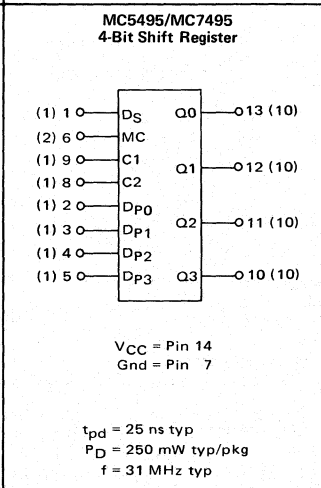 MC5495/MC7495
4-Bit Shift Register
(1) 1 DS Q0 13 (10)
(2) 6 MC
(1) 9 C1 Q1 12 (10)
(1) 8 C2
(1) 2 DP0 Q2 11 (10)
(1) 3 DP1
(1) 4 DP2
(1) 5 DP3 Q3 10 (10)
VCC = Pin 14
Gnd = Pin 7
tpd = 25 ns typ
PD = 250 mW typ/pkg
f = 31 MHz typ